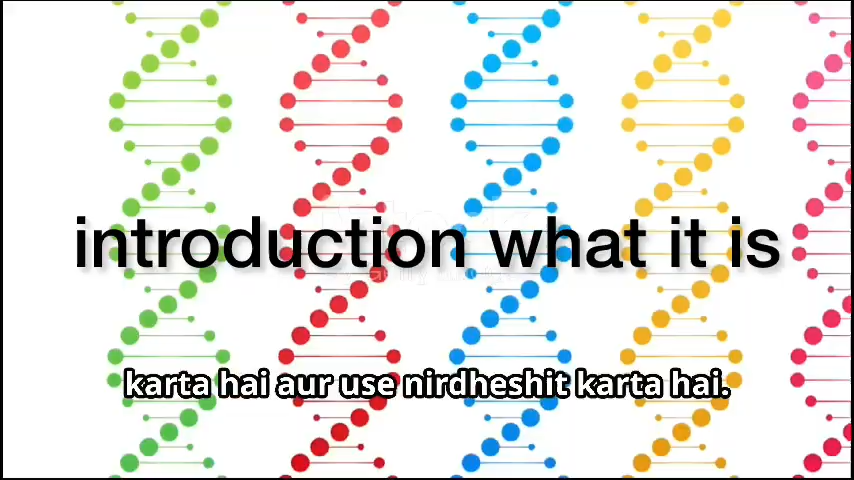 introduction what it is
karta hai aur use nirdheshit karta hai.